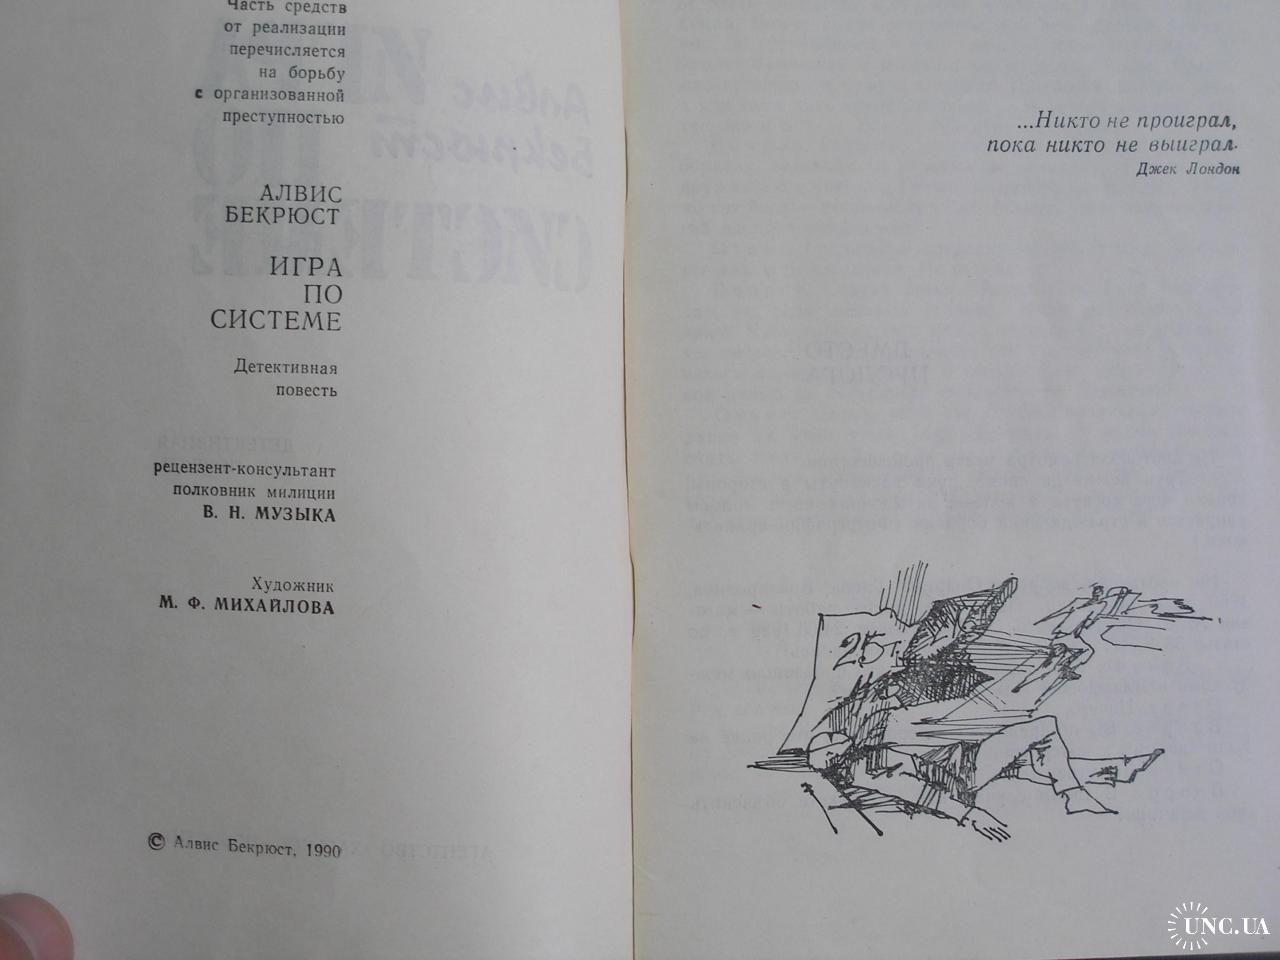 Часть средств
от реализации
перечисляется
на борьбу
с организованной
преступностью
АЛВИС
БЕКРЮСТ
ИГРА
ПО
СИСТЕМЕ
Детективная
повесть
рецензент-консультант
полковник милиции
В. Н. МУЗЫКА
Художник
М. Ф. МИХАЙЛОВА
© Алвис Бекрюст, 1990
...Никто не проиграл,
пока никто не выиграл.
Джек Лондон
25т
UNC.UA